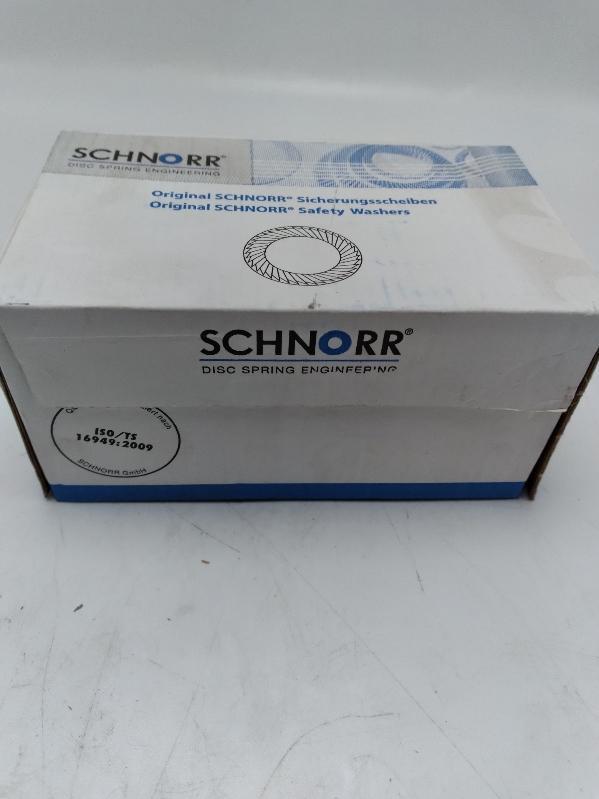 SCHNORR®
DISC SPRING ENGINEERING
Original SCHNORR® Sicherungsscheiben
Original SCHNORR® Safety Washers
SCHNORR®
DISC SPRING ENGINEERING
nach
ISO/TS
16949:2009
SCHNORR GmbH